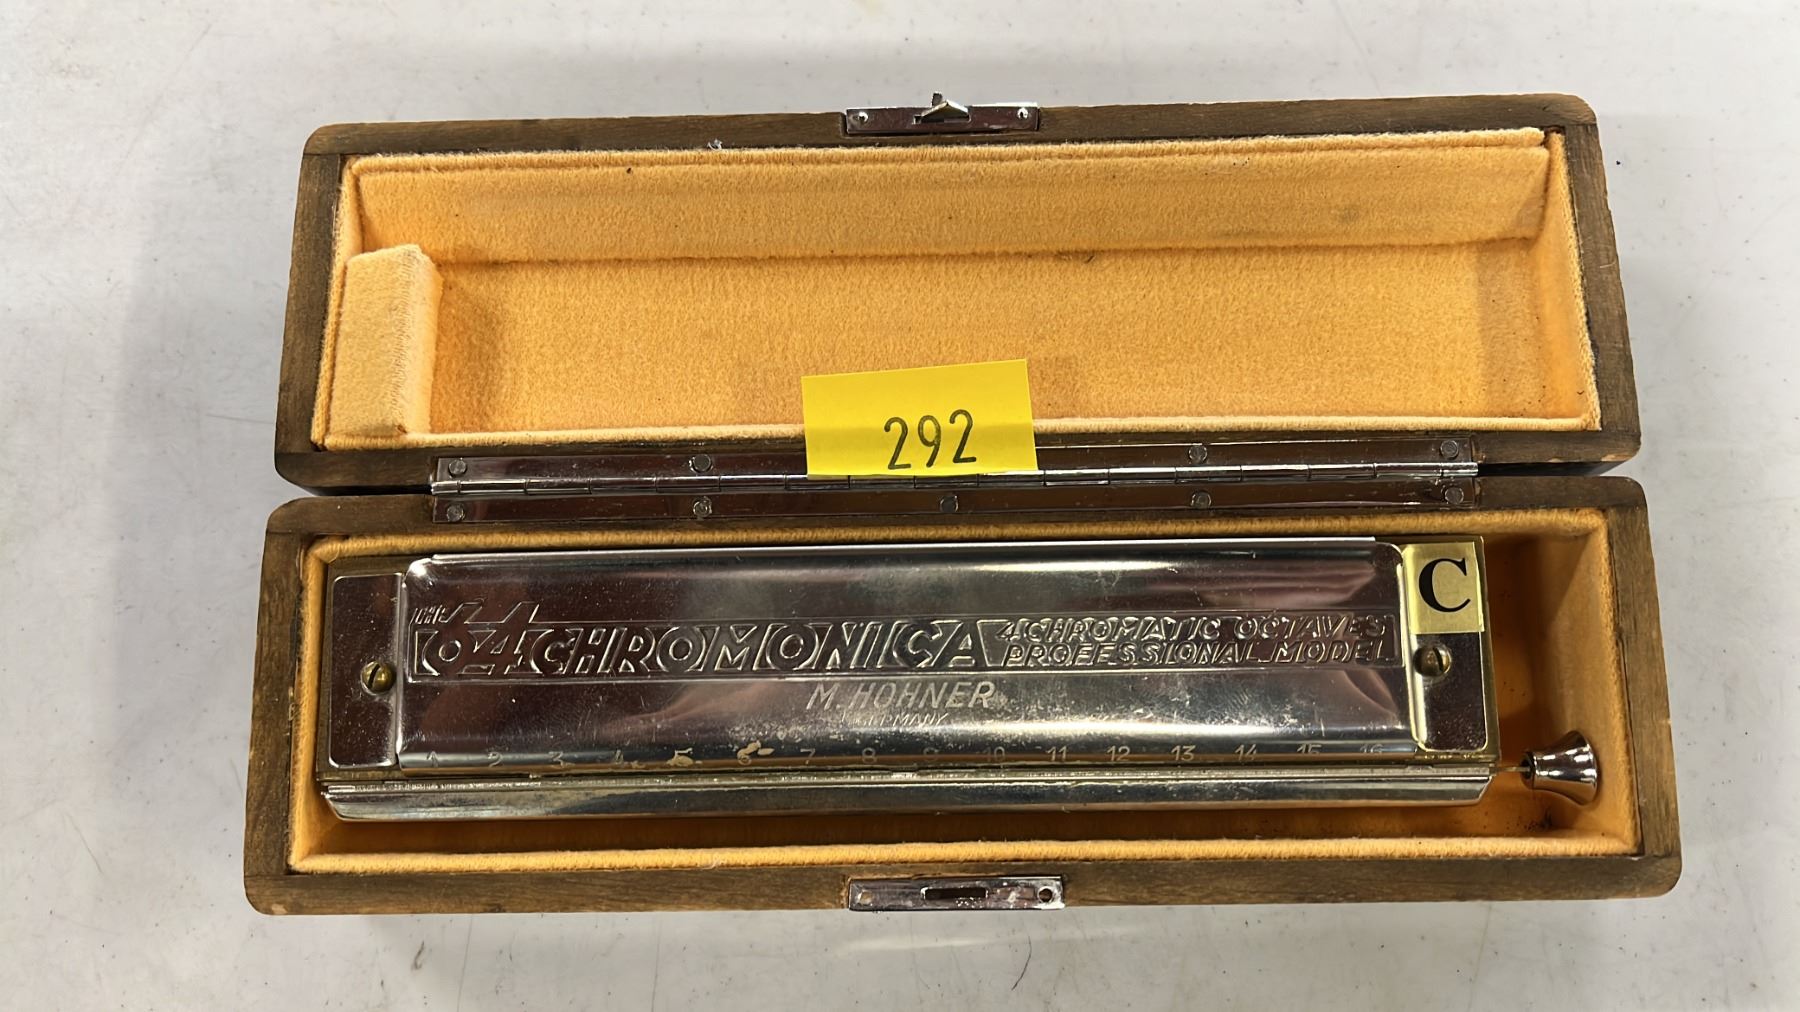 292
C
THE 64 CHROMONICA 4 CHROMATIC OCTAVES
PROFESSIONAL MODEL
M. HOHNER
GERMANY
1 2 3 4 5 6 7 8 9 10 11 12 13 14 15 16